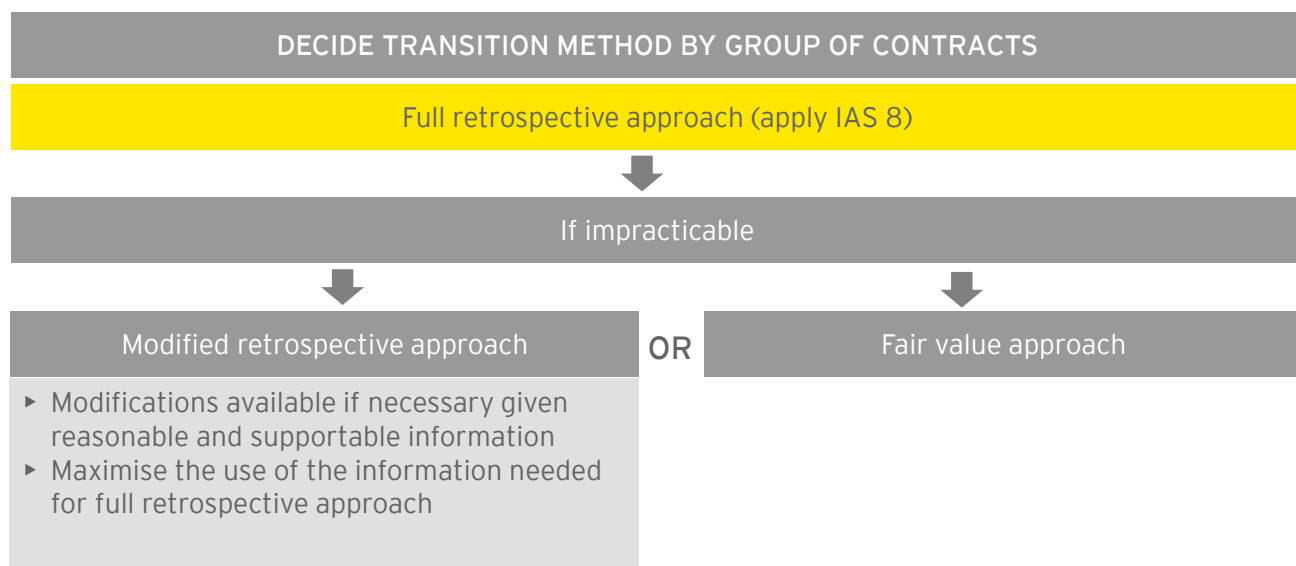 DECIDE TRANSITION METHOD BY GROUP OF CONTRACTS
Full retrospective approach (apply IAS 8)
If impracticable
Modified retrospective approach
OR
Fair value approach
▸ Modifications available if necessary given
reasonable and supportable information
▸ Maximise the use of the information needed
for full retrospective approach